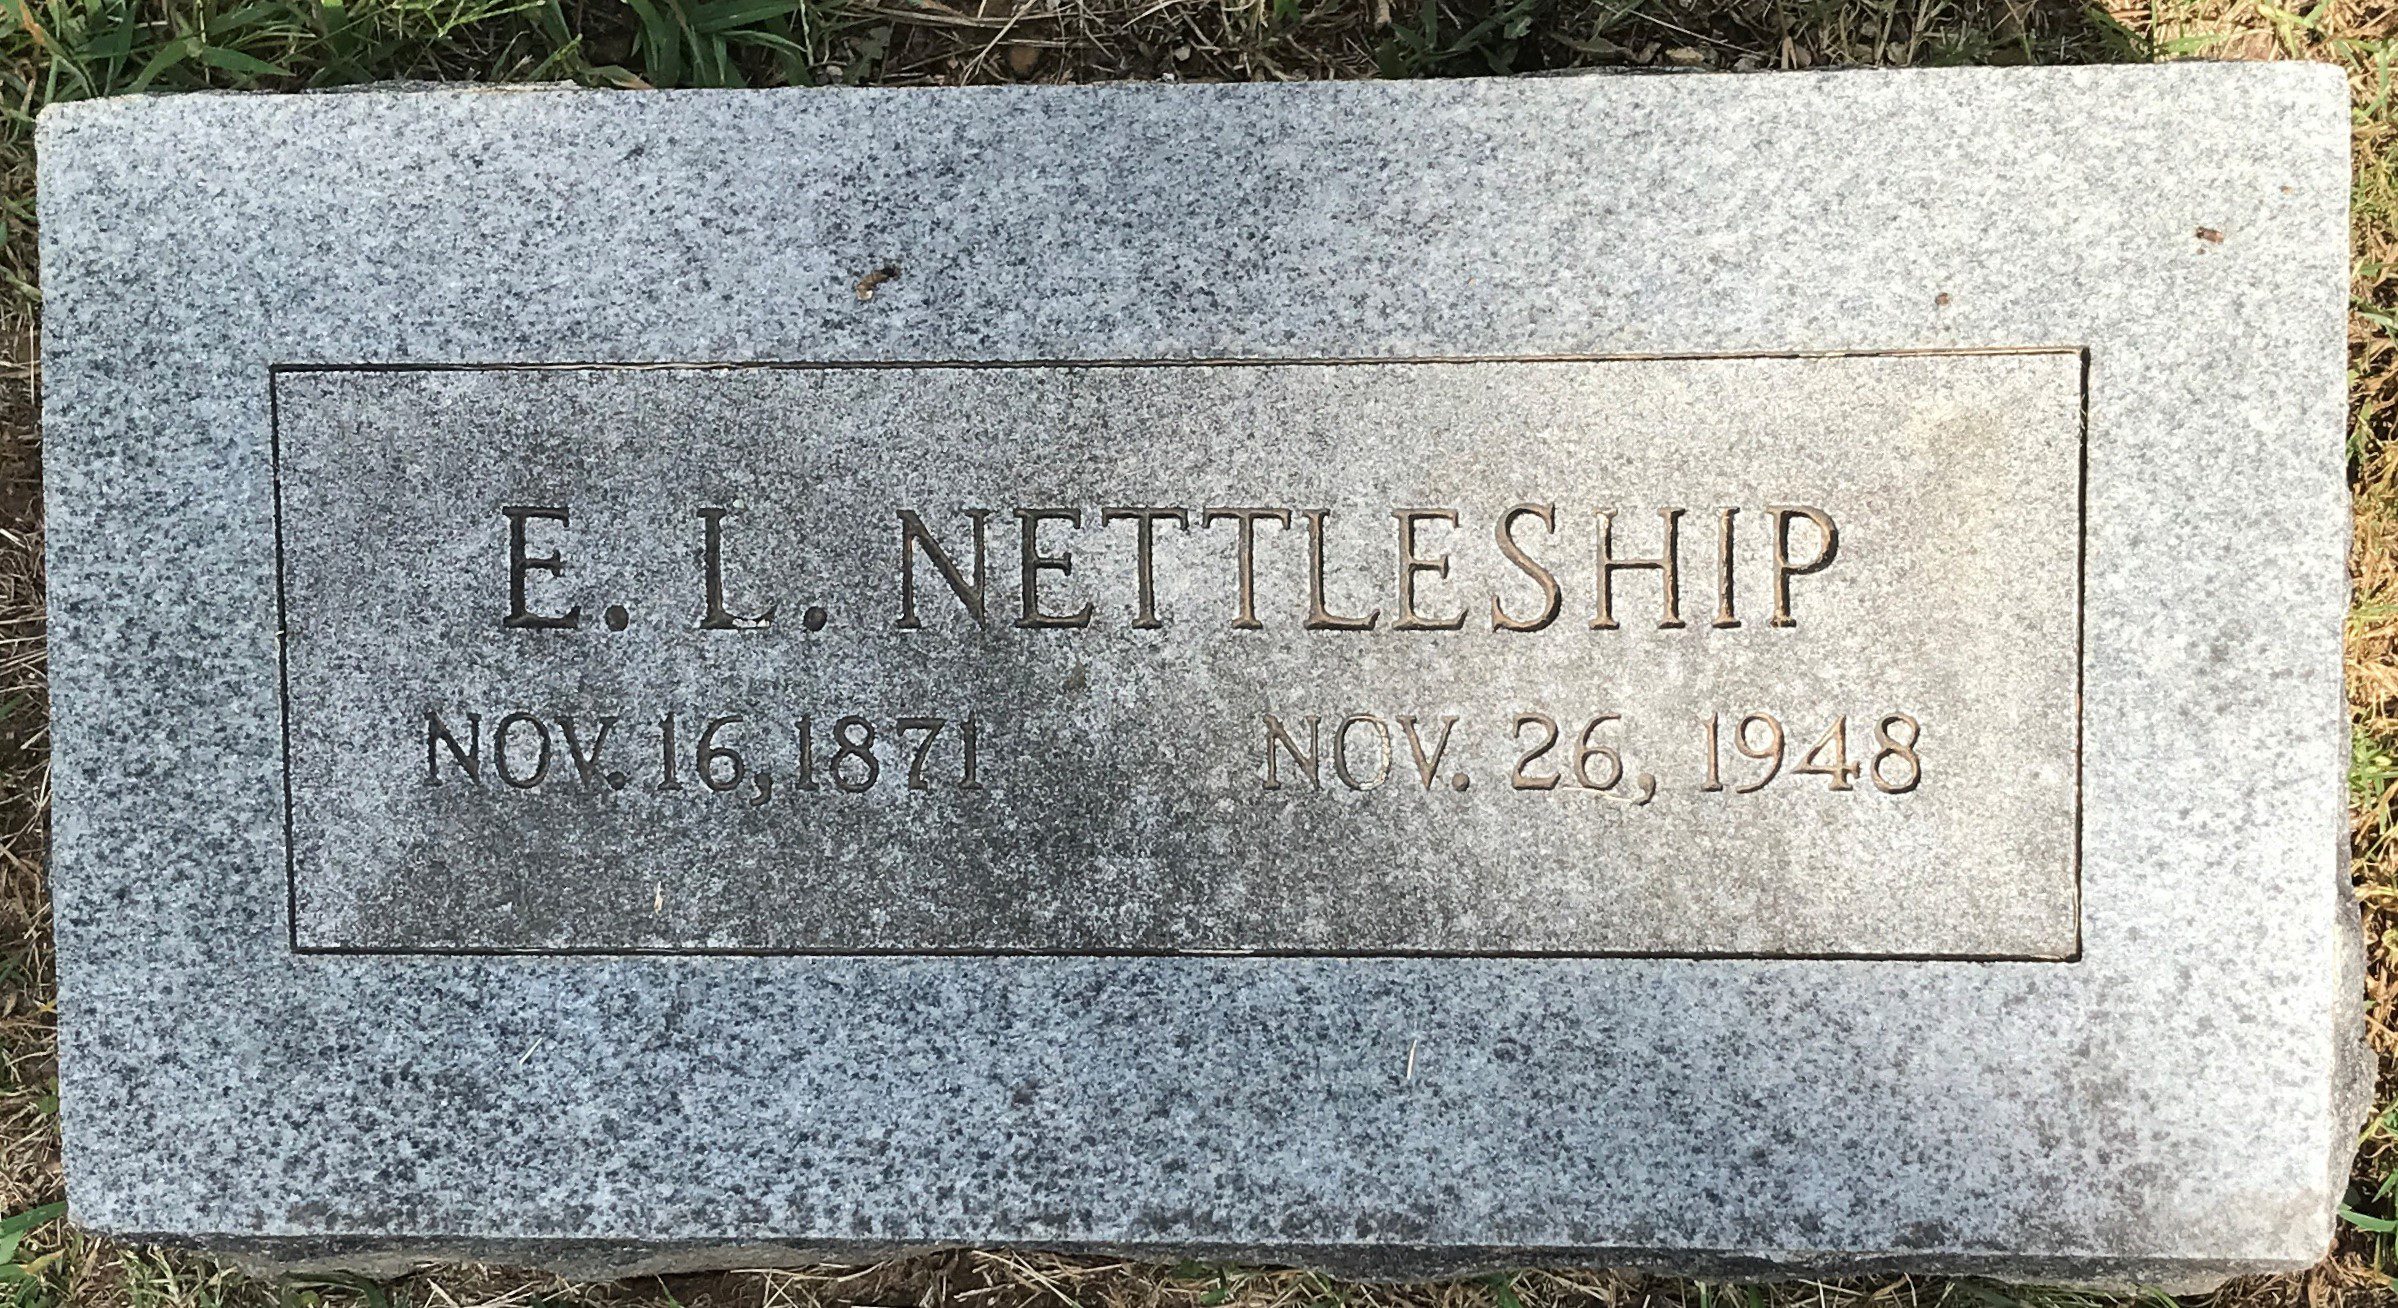 E. L. NETTLESHIP
NOV. 16, 1871 NOV. 26, 1948